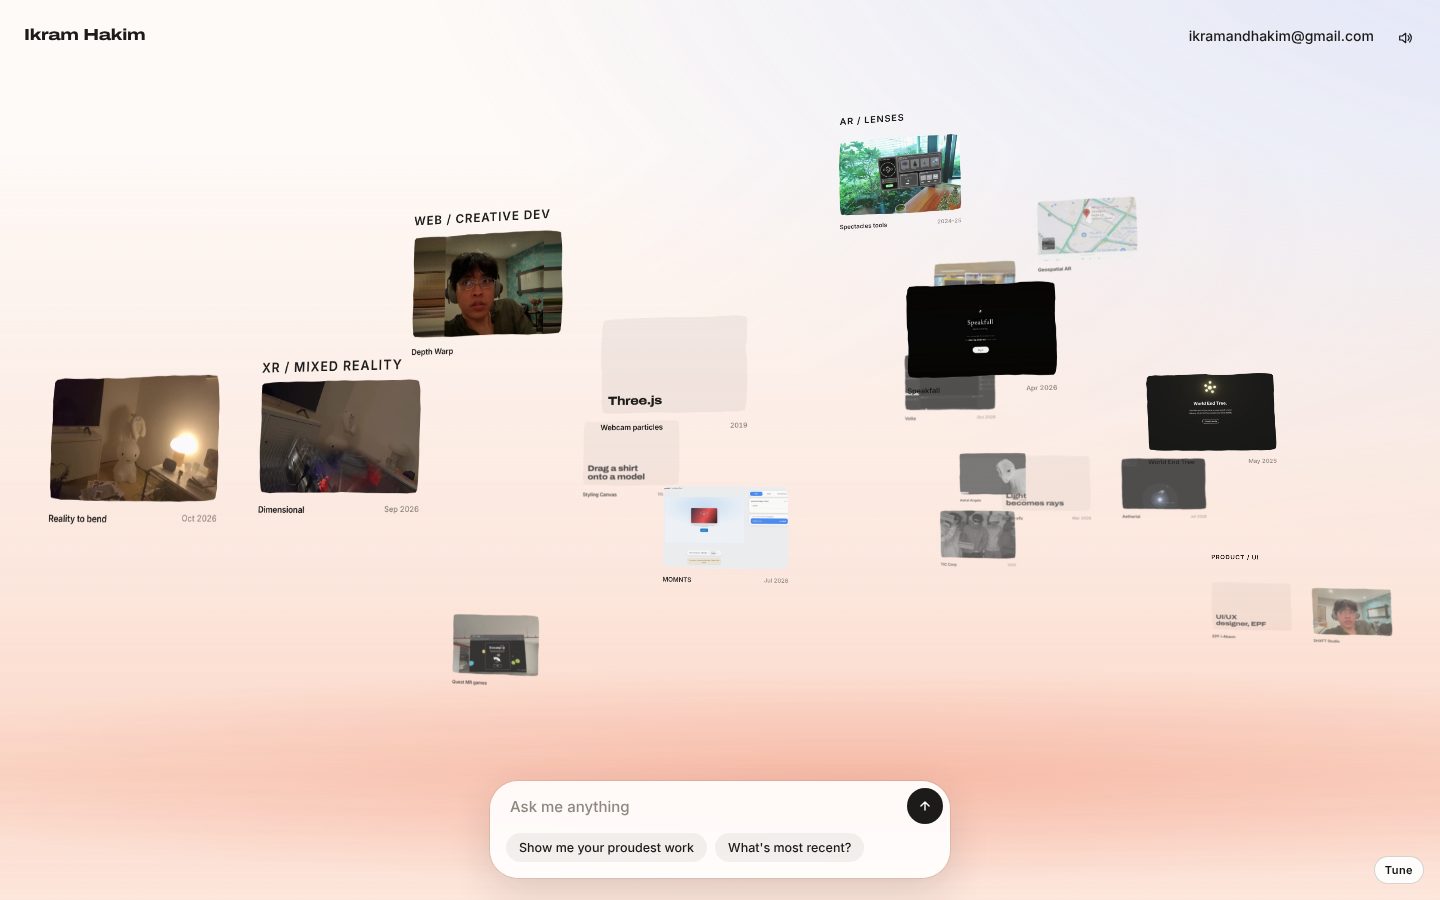 Ikram Hakim
ikramandhakim@gmail.com
AR / LENSES
Spectacles tools
2024-25
WEB / CREATIVE DEV
Depth Warp
Geospatial AR
XR / MIXED REALITY
Reality to bend
Oct 2026
Dimensional
Sep 2026
Three.js
Webcam particles
2019
Speakfall
Speakfall
Apr 2026
Drag a shirt
onto a model
Styling Canvas
World End Tree.
World End Tree
May 2025
Light
becomes rays
MOMNTS
Jul 2026
PRODUCT / UI
UI/UX
designer, EPF
Quest MR games
Ask me anything
Show me your proudest work
What's most recent?
Tune